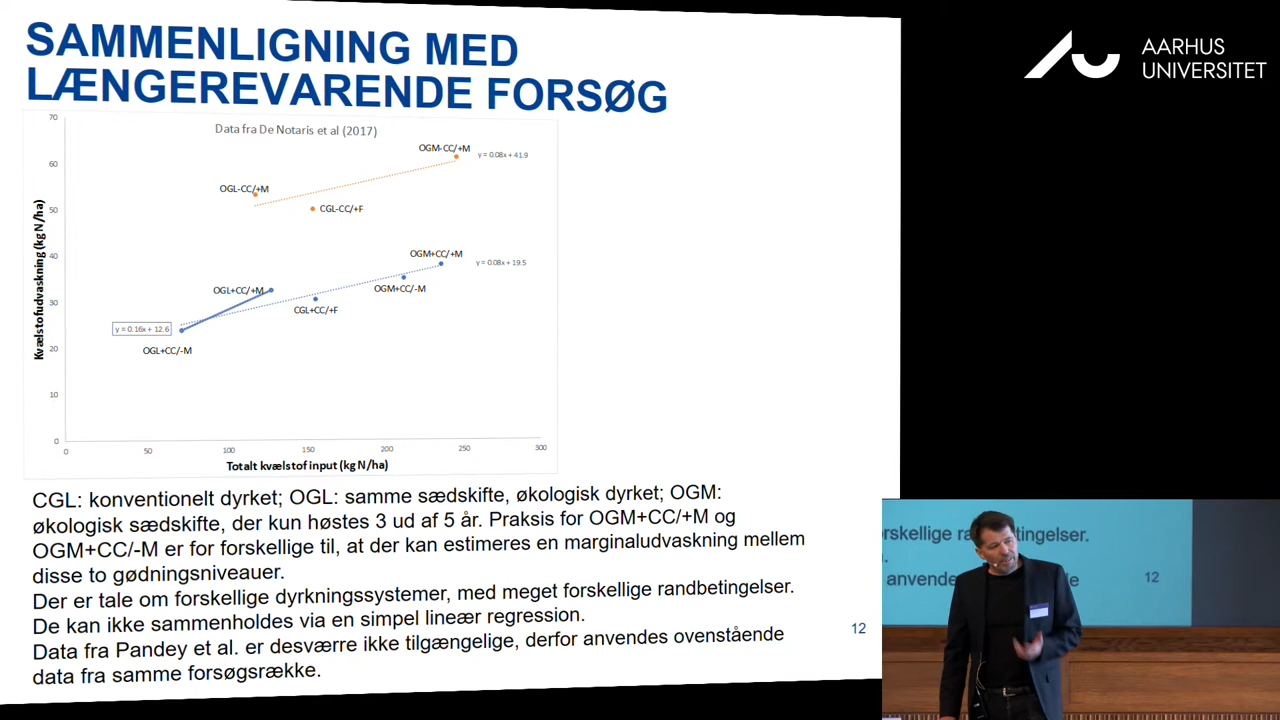 SAMMENLIGNING MED
LÆNGEREVARENDE FORSØG
AARHUS
UNIVERSITET
Data fra De Notaris et al (2017)
Kvælstofudvaskning (kg N/ha)
70
60
50
40
30
20
10
0
OGM-CC/+M
y = 0.08x + 41.9
OGL-CC/+M
CGL-CC/+F
OGM+CC/+M
y = 0.08x + 19.5
OGL+CC/+M
OGM+CC/-M
CGL+CC/+F
y = 0.16x + 12.6
OGL+CC/-M
0 50 100 150 200 250 300
Totalt kvælstof input (kg N/ha)
CGL: konventionelt dyrket; OGL: samme sædskifte, økologisk dyrket; OGM:
økologisk sædskifte, der kun høstes 3 ud af 5 år. Praksis for OGM+CC/+M og
OGM+CC/-M er for forskellige til, at der kan estimeres en marginaludvaskning mellem
disse to gødningsniveauer.
Der er tale om forskellige dyrkningssystemer, med meget forskellige randbetingelser.
De kan ikke sammenholdes via en simpel lineær regression.
Data fra Pandey et al. er desværre ikke tilgængelige, derfor anvendes ovenstående
data fra samme forsøgsrække.
12
rskellige ra tingelser.
anvende de
12